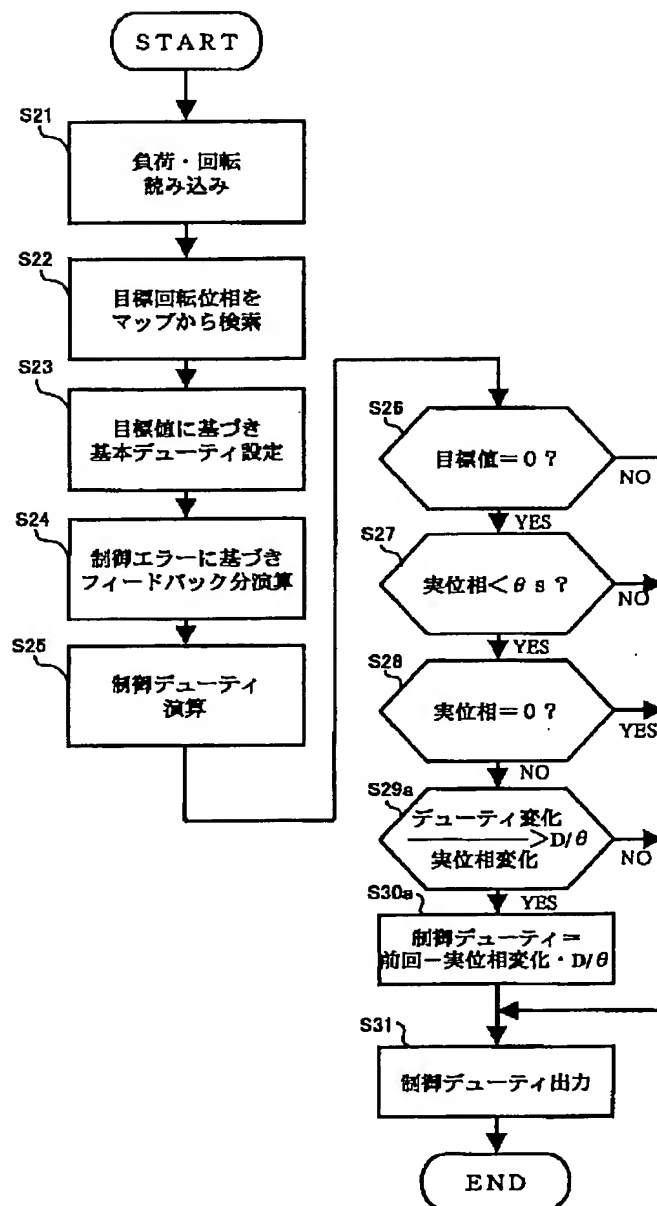 START
S21
負荷・回転
読み込み
S22
目標回転位相を
マップから検索
S23
目標値に基づき
基本デューティ設定
S24
制御エラーに基づき
フィードバック分演算
S25
制御デューティ
演算
S26
目標値＝0？
NO
YES
S27
実位相＜θs？
NO
YES
S28
実位相＝0？
YES
NO
S29a
デューティ変化
＞D/θ
実位相変化
NO
YES
S30a
制御デューティ＝
前回－実位相変化・D/θ
S31
制御デューティ出力
END